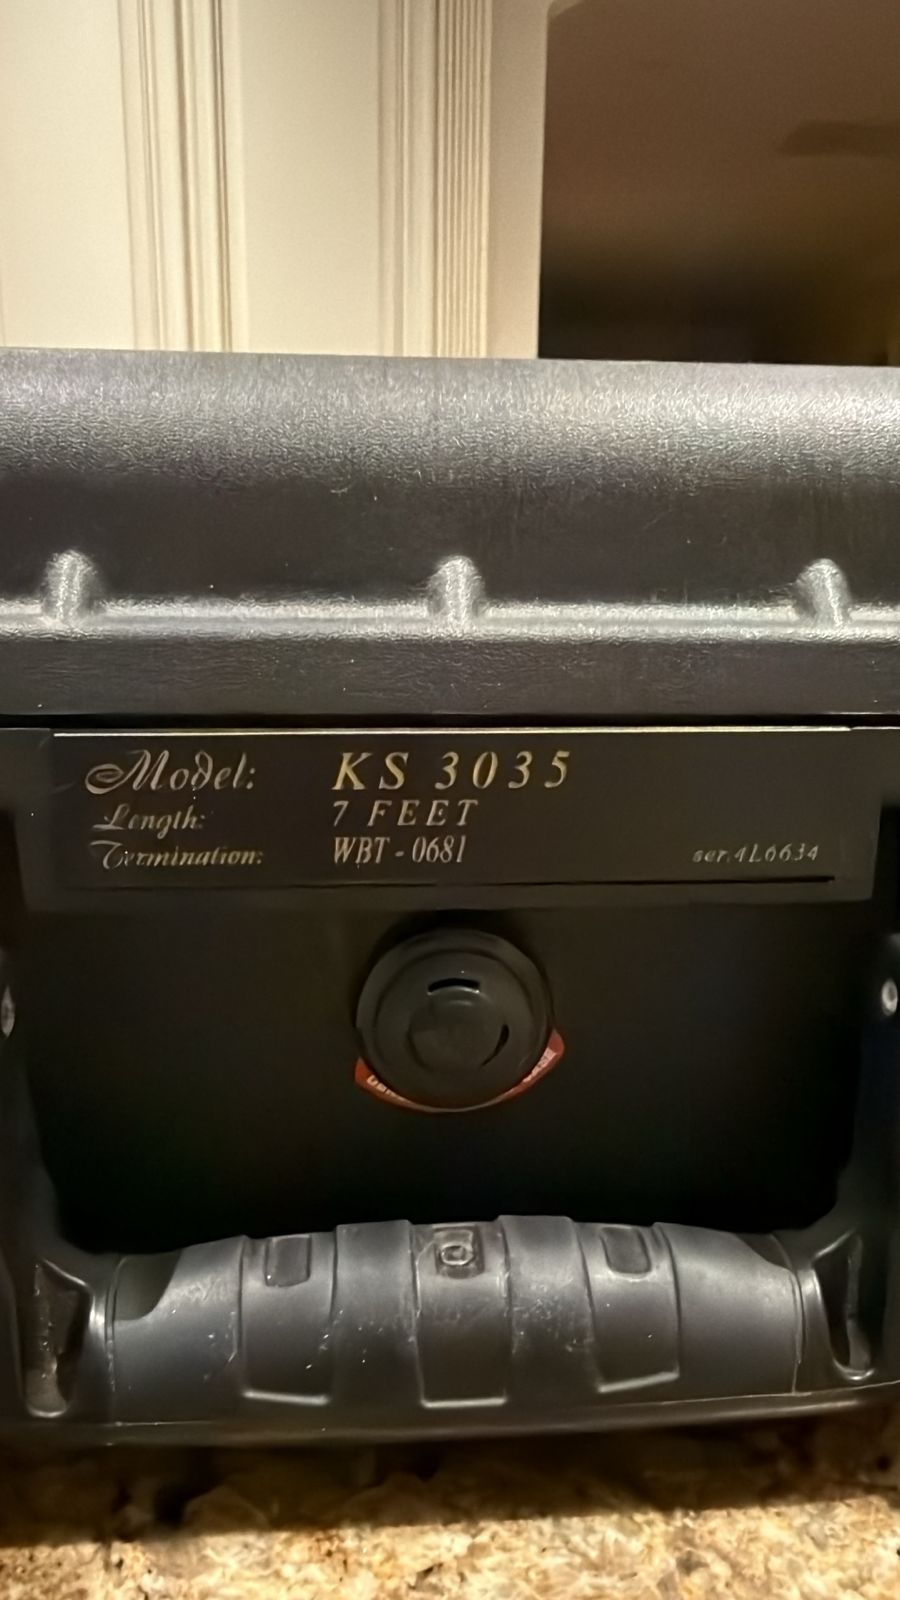 Model: KS 3035
Length: 7 FEET
Termination: WBT - 0681 ser.4L6634